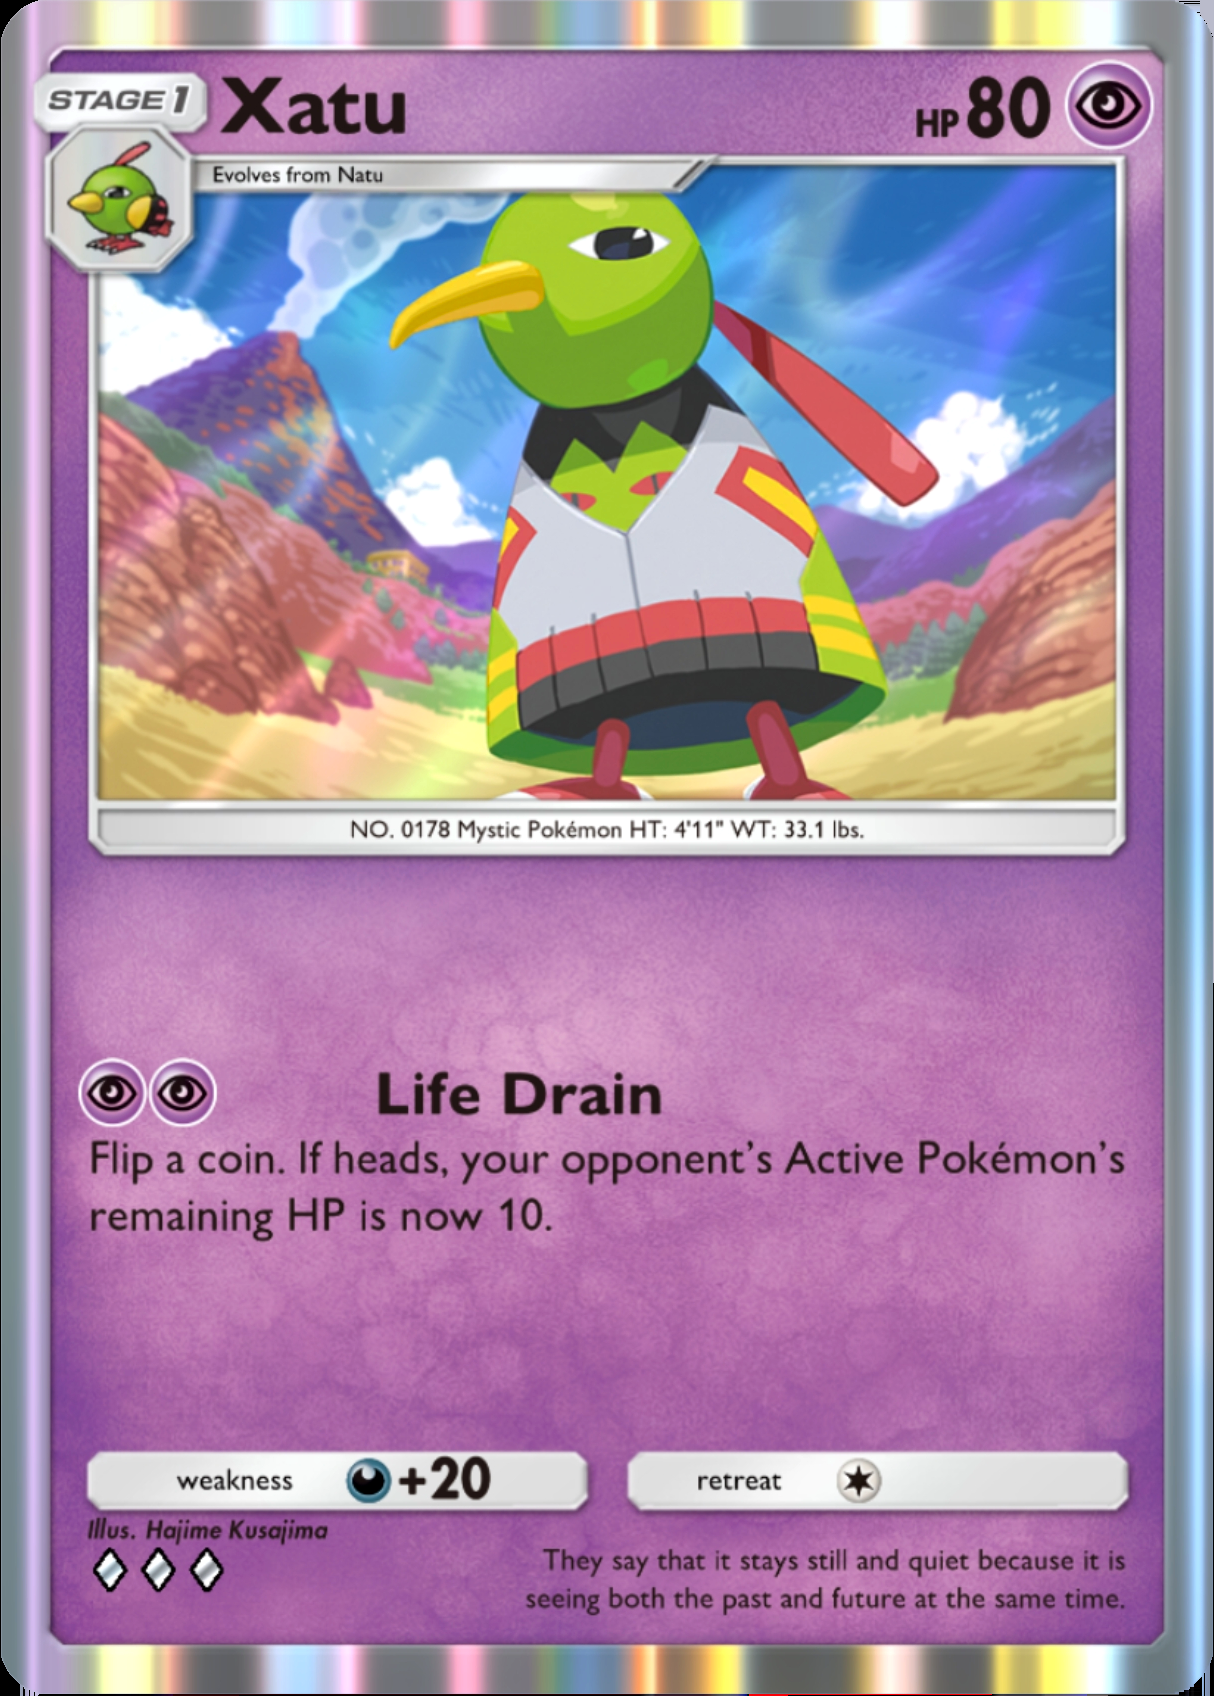 STAGE 1
Xatu
HP 80
Evolves from Natu
NO. 0178 Mystic Pokémon HT: 4'11" WT: 33.1 lbs.
Life Drain
Flip a coin. If heads, your opponent's Active Pokémon's
remaining HP is now 10.
weakness +20
retreat
Illus. Hajime Kusajima
They say that it stays still and quiet because it is
seeing both the past and future at the same time.